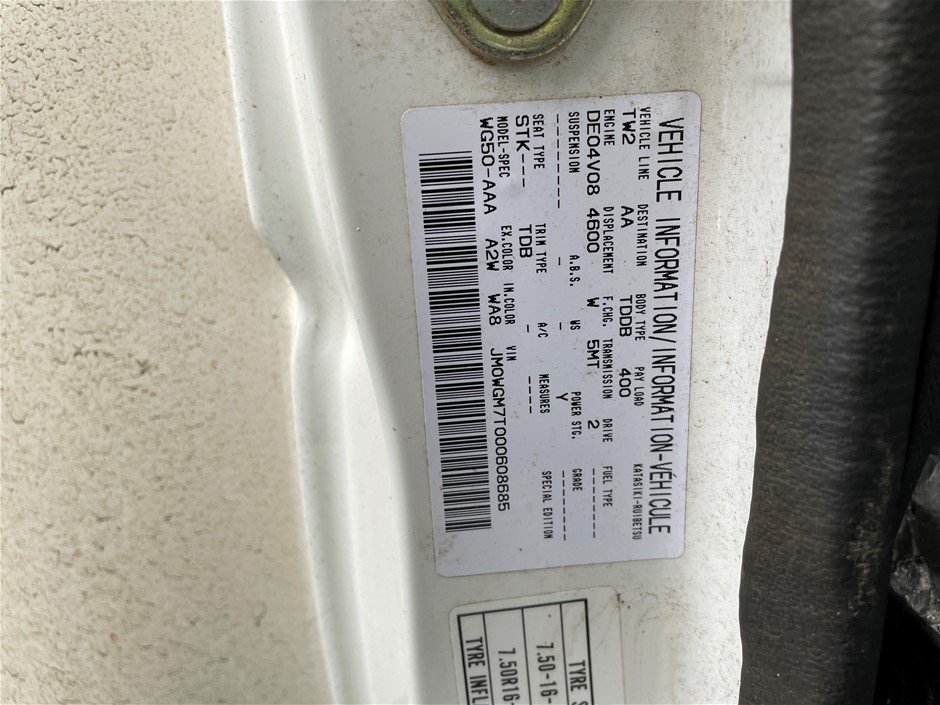 VEHICLE INFORMATION/INFORMATION-VÉHICULE
VEHICLE LINE DESTINATION BODY TYPE PAY LOAD KATASIKI-RUIBETSU
TW2 AA TDDB 400
ENGINE DISPLACEMENT F.CHG. TRANSMISSION DRIVE FUEL TYPE
DE04V08 4600 W 5MT 2 ------
SUSPENSION A.B.S. WS POWER STG. GRADE
------- - - Y -------
SEAT TYPE TRIM TYPE A/C MEASURES SPECIAL EDITION
STK--- TDB - ----
MODEL-SPEC EX.COLOR IN.COLOR VIN
WG50-AAA A2W WA8 JM0WGM7T000608685
TYRE S
7.50-16-
7.50R16-
TYRE INFL